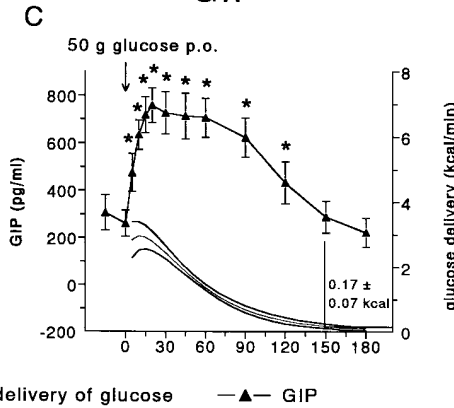 C
50 g glucose p.o.
* * * * * * * * *
GIP (pg/ml)
800
600
400
200
0
-200
8
6
4
2
0
glucose delivery (kcal/min)
0.17 ±
0.07 kcal
0 30 60 90 120 150 180
delivery of glucose
GIP